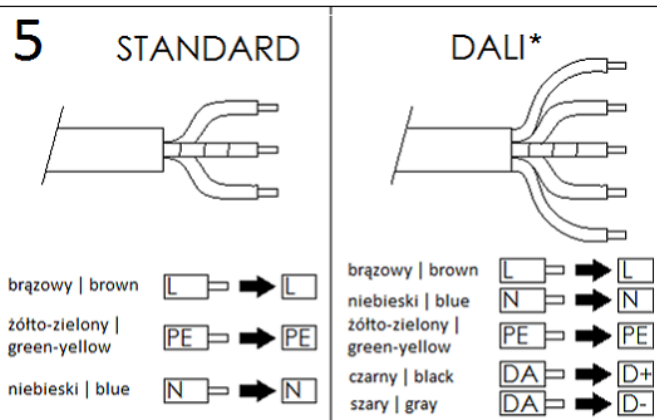 5 STANDARD
brązowy | brown L L
żółto-zielony |
green-yellow PE PE
niebieski | blue N N
DALI*
brązowy | brown L L
niebieski | blue N N
żółto-zielony |
green-yellow PE PE
czarny | black DA D+
szary | gray DA D-